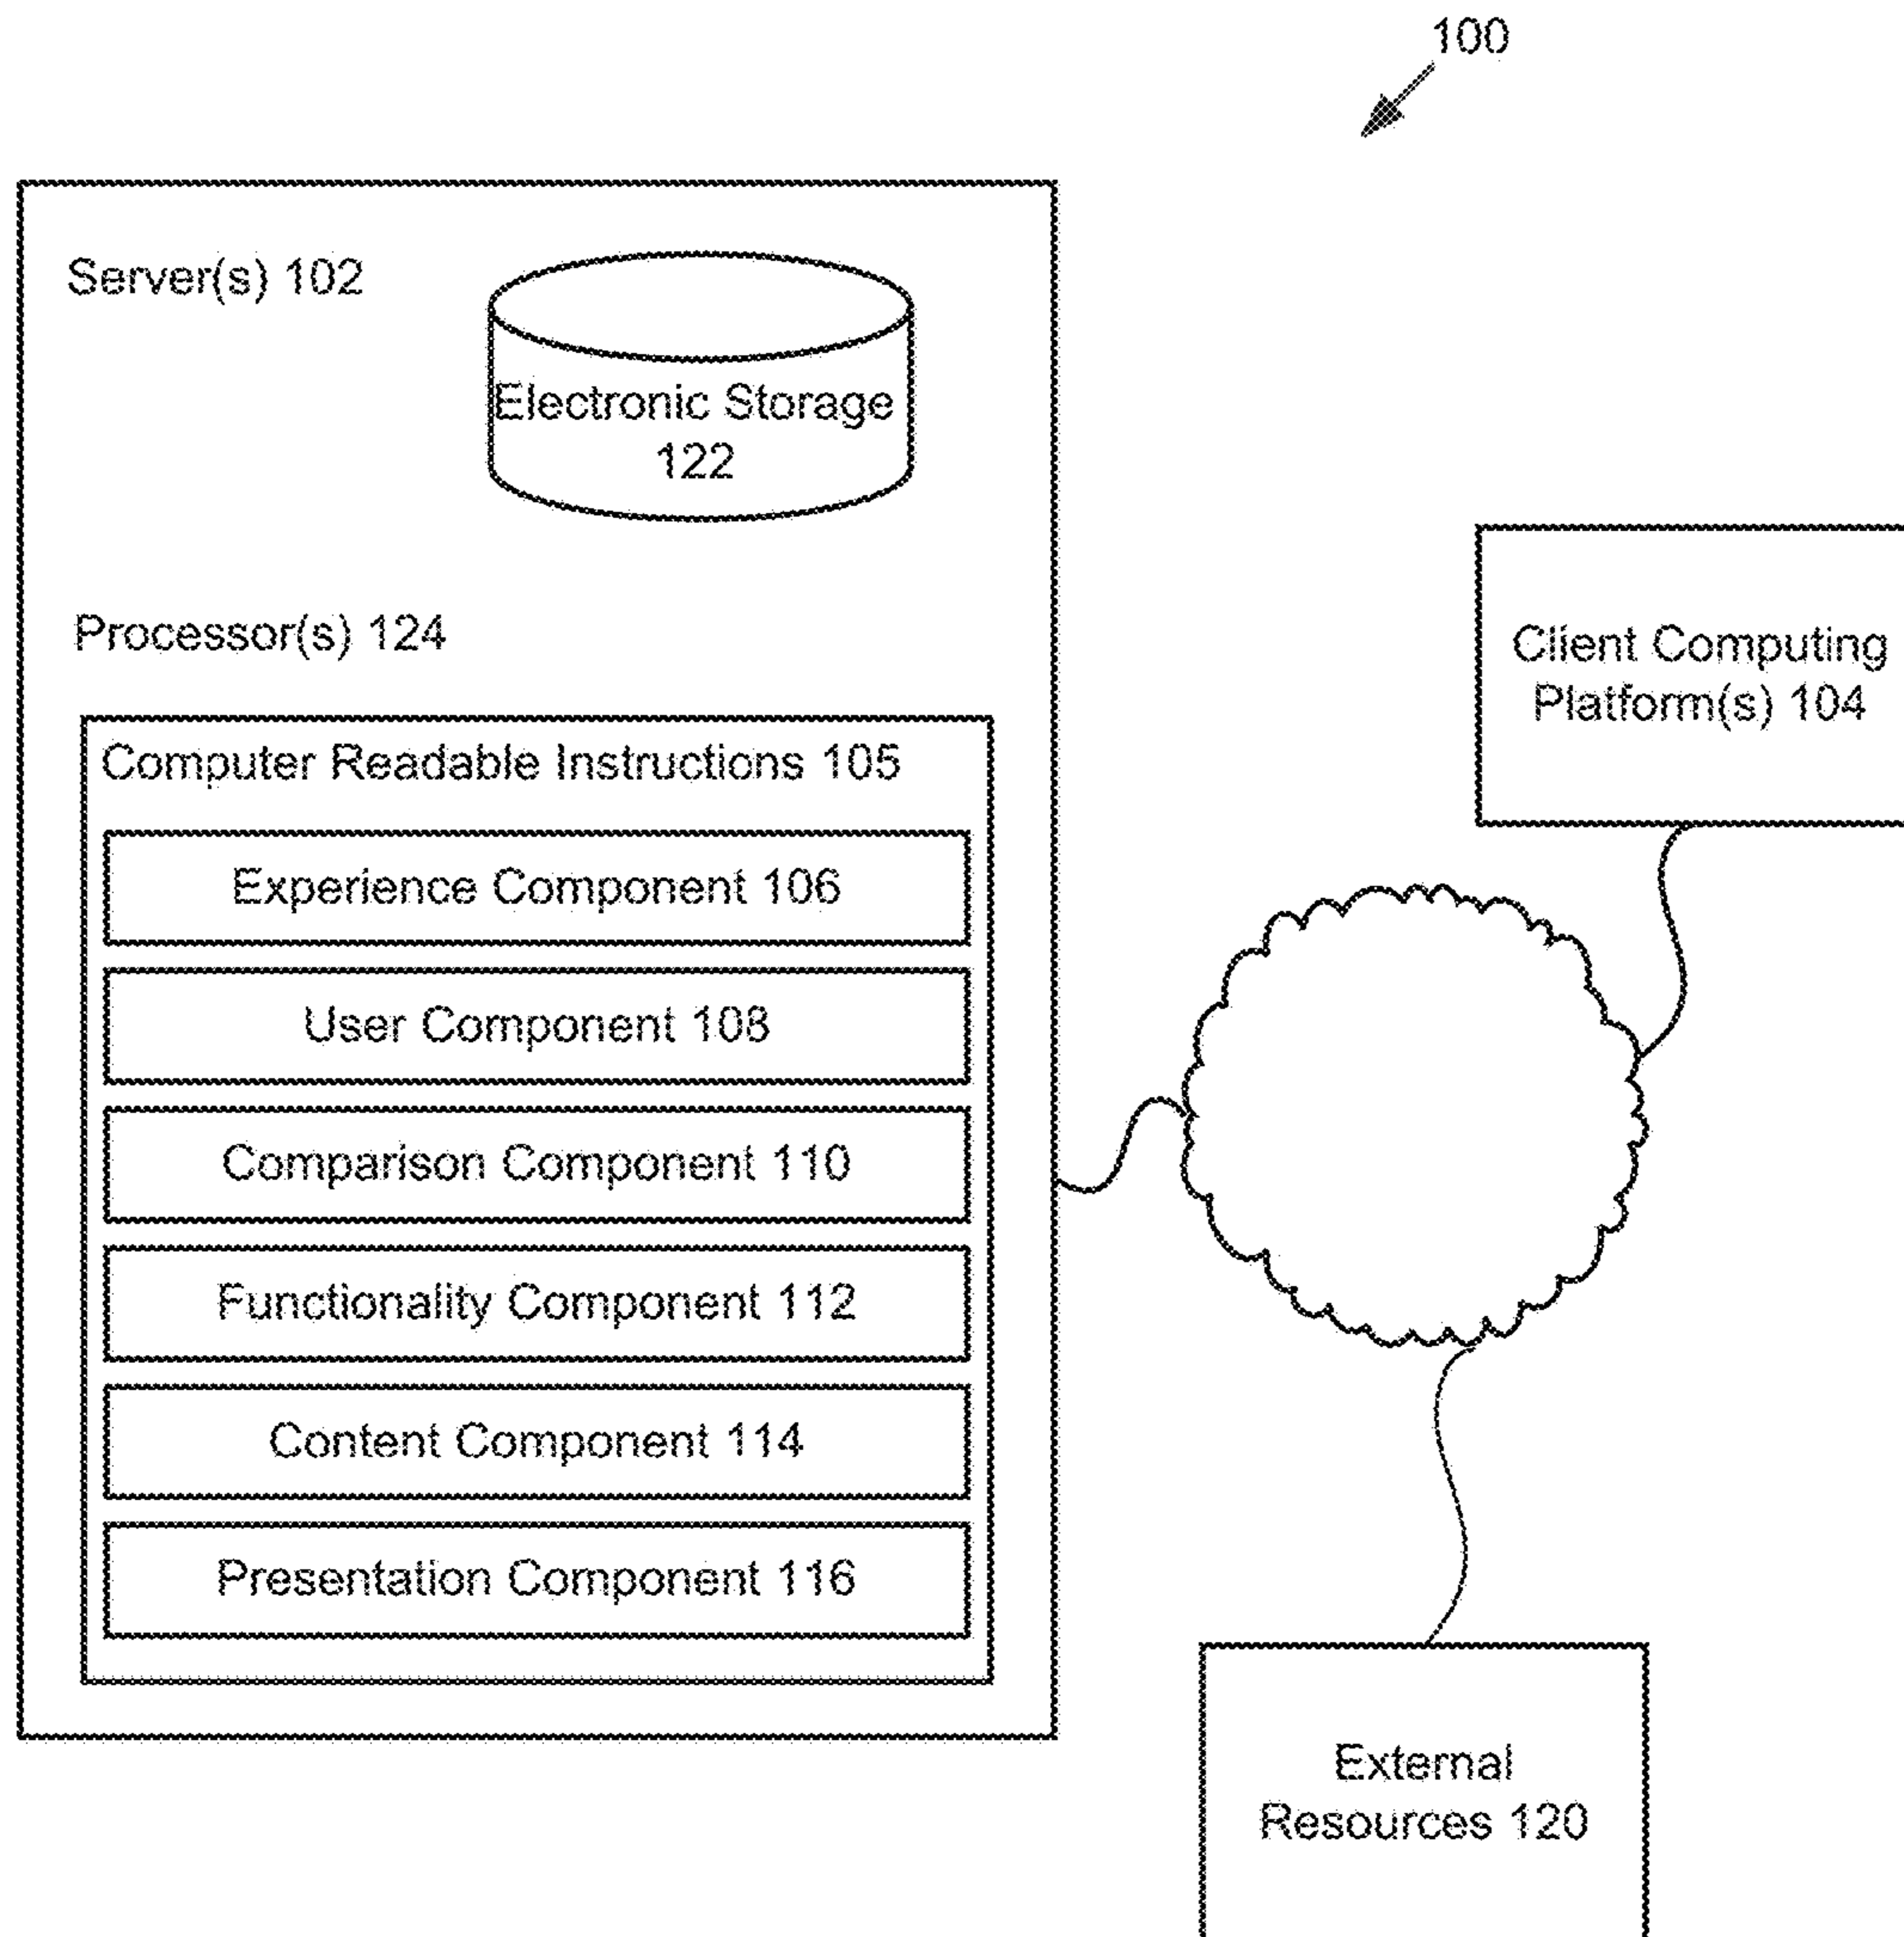 100
Server(s) 102
Electronic Storage
122
Processor(s) 124
Computer Readable Instructions 105
Experience Component 106
User Component 108
Comparison Component 110
Functionality Component 112
Content Component 114
Presentation Component 116
Client Computing
Platform(s) 104
External
Resources 120